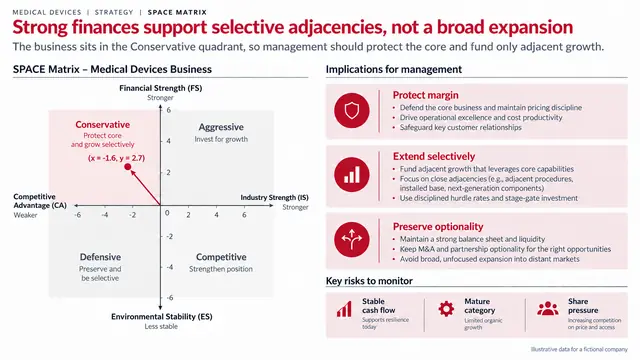 MEDICAL DEVICES | STRATEGY | SPACE MATRIX
Strong finances support selective adjacencies, not a broad expansion
The business sits in the Conservative quadrant, so management should protect the core and fund only adjacent growth.
SPACE Matrix – Medical Devices Business
Financial Strength (FS)
Stronger
Conservative
Protect core
and grow selectively
(x = -1.6, y = 2.7)
Aggressive
Invest for growth
6
4
2
0
Competitive
Advantage (CA)
Weaker
Industry Strength (IS)
Stronger
-6 -4 -2 0 2 4 6
-2
-4
-6
Defensive
Preserve and
be selective
Competitive
Strengthen position
Environmental Stability (ES)
Less stable
Implications for management
Protect margin
• Defend the core business and maintain pricing discipline
• Drive operational excellence and cost productivity
• Safeguard key customer relationships
Extend selectively
• Fund adjacent growth that leverages core capabilities
• Focus on close adjacencies (e.g., adjacent procedures,
installed base, next-generation components)
• Use disciplined hurdle rates and stage-gate investment
Preserve optionality
• Maintain a strong balance sheet and liquidity
• Keep M&A and partnership optionality for the right opportunities
• Avoid broad, unfocused expansion into distant markets
Key risks to monitor
Stable
cash flow
Supports resilience
today
Mature
category
Limited organic
growth
Share
pressure
Increasing competition
on price and access
Illustrative data for a fictional company